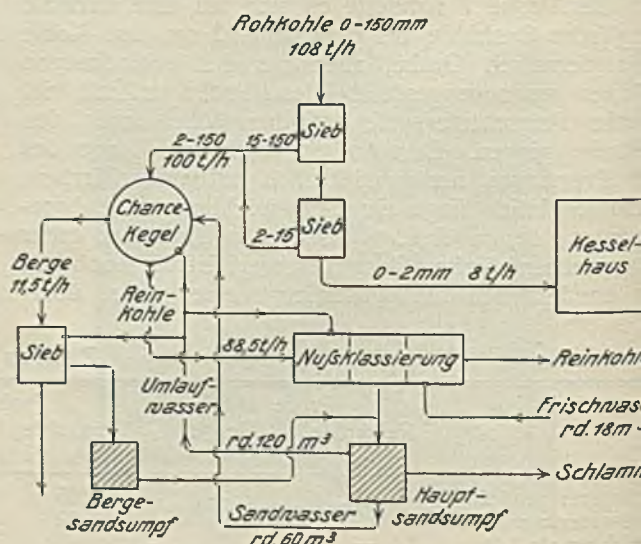 Rohkohle 0-150mm
108 t/h
Sieb
2-150
15-150
100 t/h
Chance-
Kegel
Sieb
2-15
Kessel-
haus
0-2mm 8 t/h
Berge
11,5 t/h
Rein-
kohle
Sieb
88,5 t/h
Nußklassierung
Reinkohl
Umlauf-
wasser
Frischwas
rd. 18m
rd. 120 m³
Schlamm
Berge-
sandsumpf
Sandwasser
rd. 60 m³
Haupt-
sandsumpf